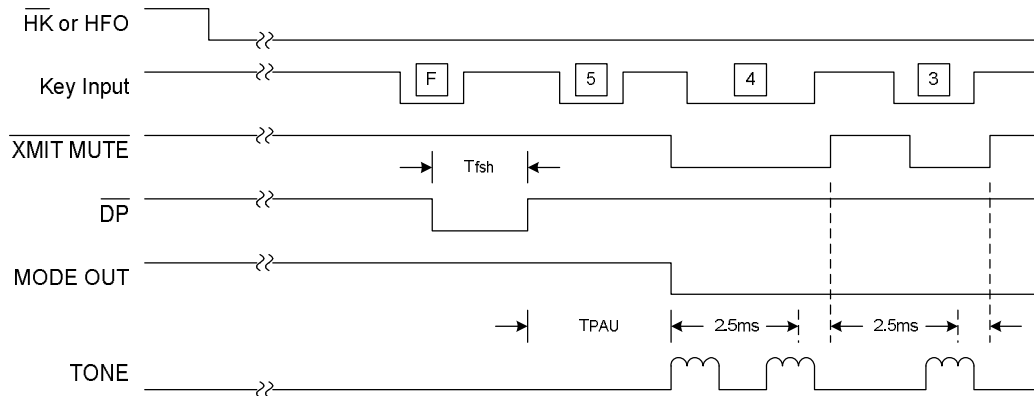 HK or HFO
Key Input
F
5
4
3
XMIT MUTE
Tfsh
DP
MODE OUT
TPAU
2.5ms
2.5ms
TONE